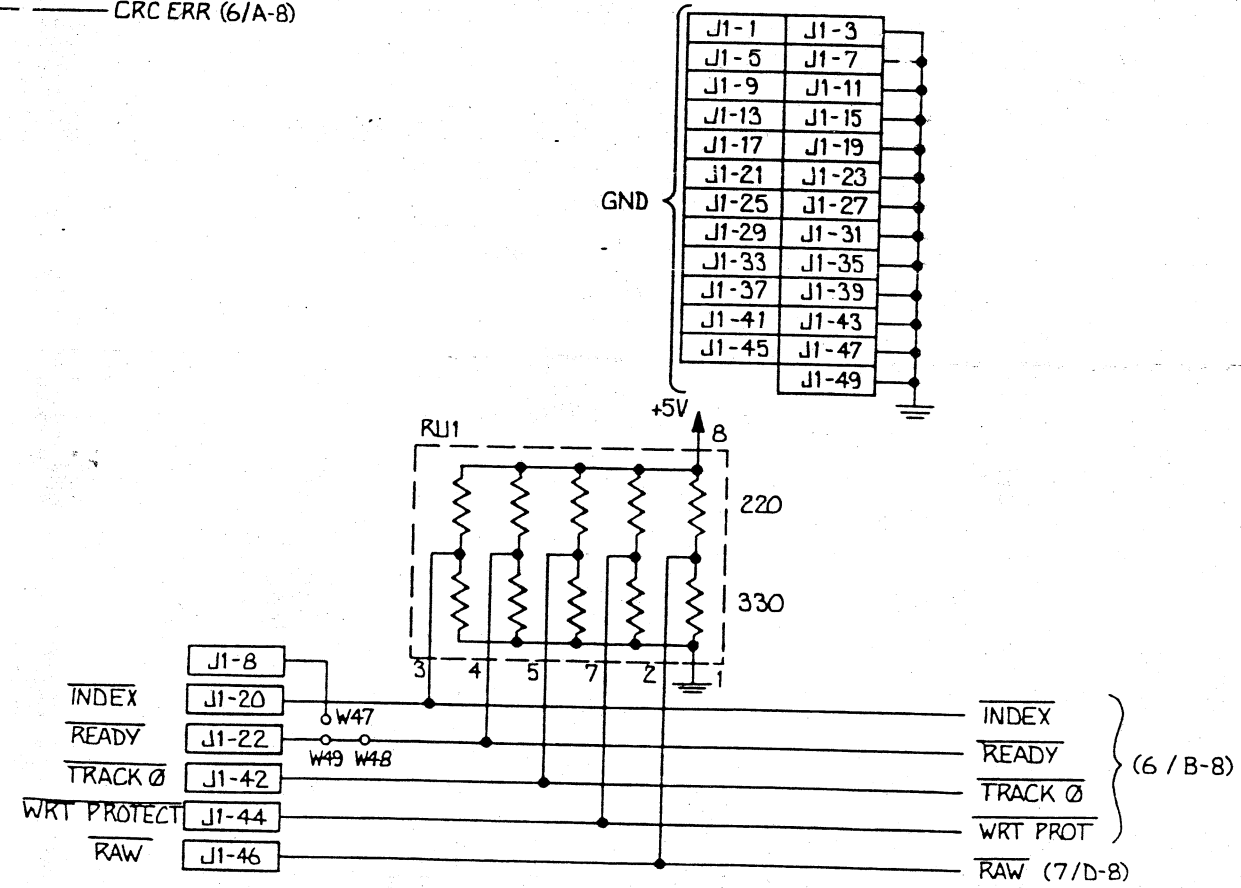 CRC ERR (6/A-8)
J1-1 J1-3
J1-5 J1-7
J1-9 J1-11
J1-13 J1-15
J1-17 J1-19
J1-21 J1-23
GND
J1-25 J1-27
J1-29 J1-31
J1-33 J1-35
J1-37 J1-39
J1-41 J1-43
J1-45 J1-47
J1-49
+5V
RU1
8
220
330
3 4 5 7 2 1
J1-8
INDEX J1-20 INDEX
W47
READY J1-22 READY
W49 W48
(6 / B-8)
TRACK Ø J1-42 TRACK Ø
WRT PROTECT J1-44 WRT PROT
RAW J1-46 RAW (7/D-8)